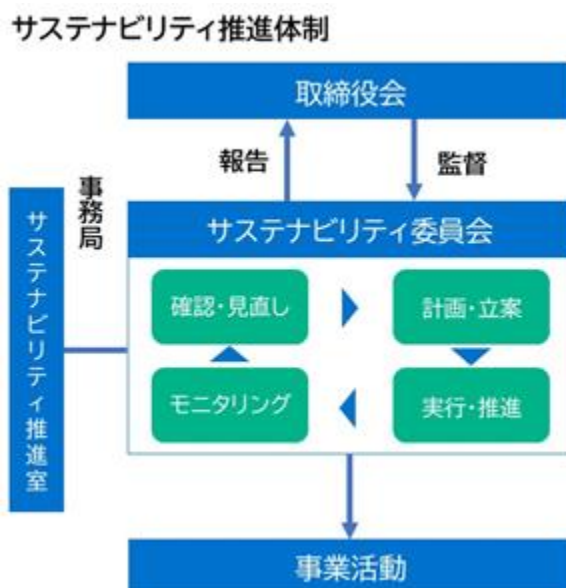 サステナビリティ推進体制
取締役会
報告
監督
事務局
サステナビリティ推進室
サステナビリティ委員会
確認・見直し
計画・立案
モニタリング
実行・推進
事業活動